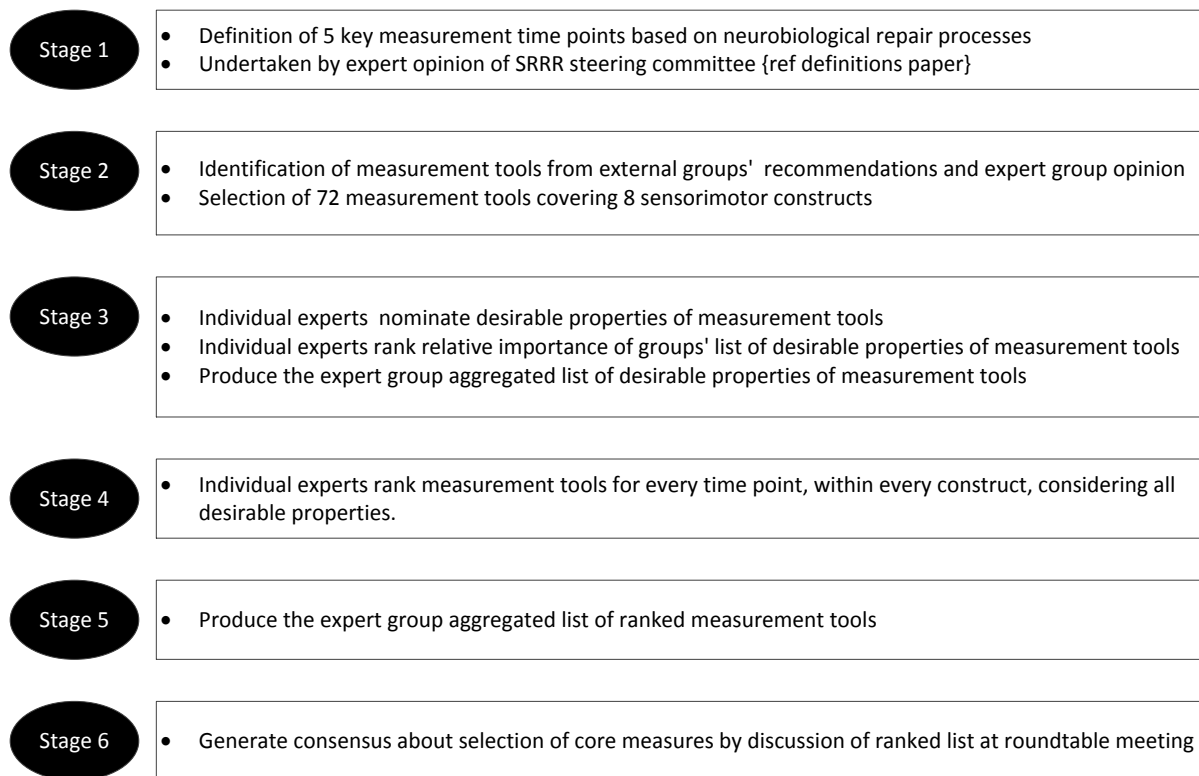 Stage 1
• Definition of 5 key measurement time points based on neurobiological repair processes
• Undertaken by expert opinion of SRRR steering committee {ref definitions paper}
Stage 2
• Identification of measurement tools from external groups' recommendations and expert group opinion
• Selection of 72 measurement tools covering 8 sensorimotor constructs
Stage 3
• Individual experts nominate desirable properties of measurement tools
• Individual experts rank relative importance of groups' list of desirable properties of measurement tools
• Produce the expert group aggregated list of desirable properties of measurement tools
Stage 4
• Individual experts rank measurement tools for every time point, within every construct, considering all
desirable properties.
Stage 5
• Produce the expert group aggregated list of ranked measurement tools
Stage 6
• Generate consensus about selection of core measures by discussion of ranked list at roundtable meeting